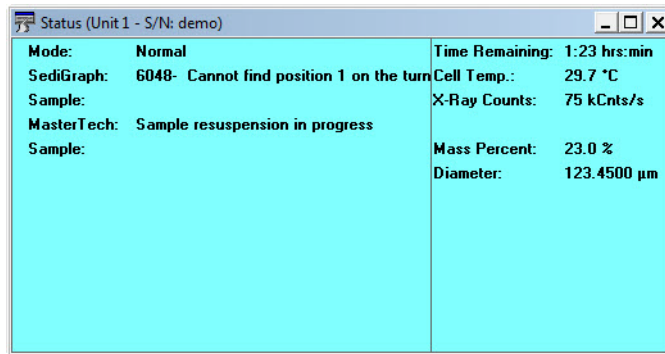 Status (Unit 1 - S/N: demo)
Mode: Normal
SediGraph: 6048- Cannot find position 1 on the turn
Sample:
MasterTech: Sample resuspension in progress
Sample:
Time Remaining: 1:23 hrs:min
Cell Temp.: 29.7 °C
X-Ray Counts: 75 kCnts/s
Mass Percent: 23.0 %
Diameter: 123.4500 µm